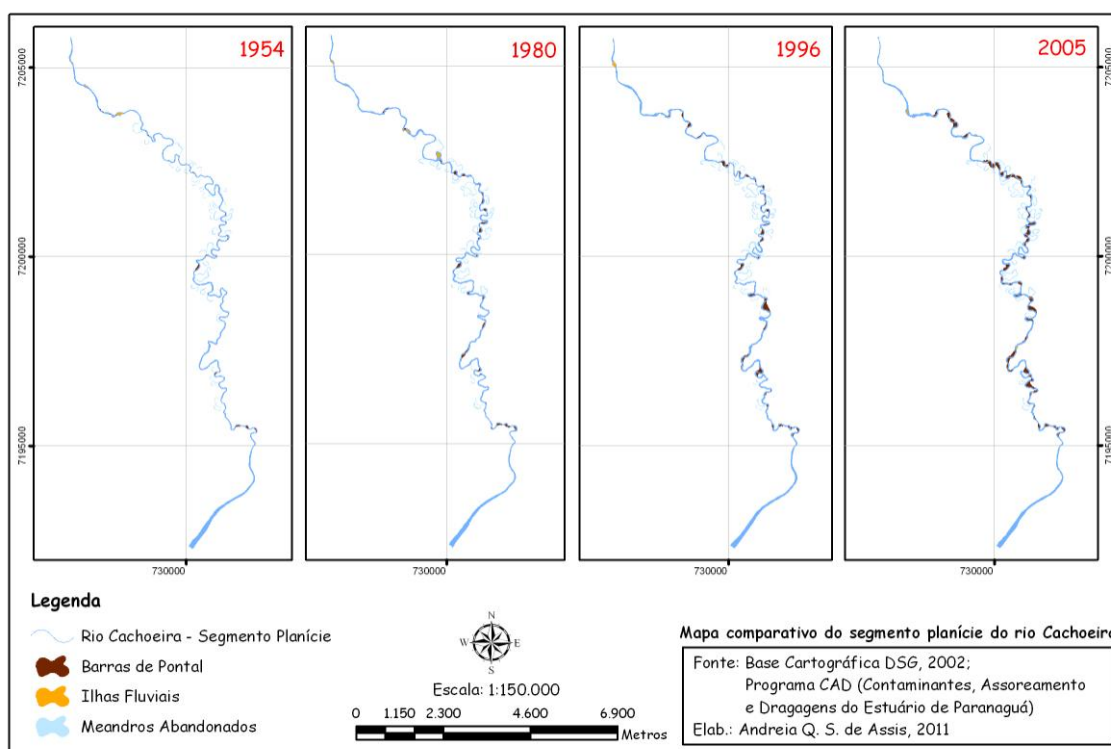 1954
1980
1996
2005
7205000
7205000
7200000
7200000
7195000
7195000
730000
730000
730000
730000
Legenda
Rio Cachoeira - Segmento Planície
Barras de Pontal
Ilhas Fluviais
Meandros Abandonados
N
W E
S
Escala: 1:150.000
0 1.150 2.300 4.600 6.900
Metros
Mapa comparativo do segmento planície do rio Cachoeira
Fonte: Base Cartográfica DSG, 2002;
Programa CAD (Contaminantes, Assoreamento
e Dragagens do Estuário de Paranaguá)
Elab.: Andreia Q. S. de Assis, 2011